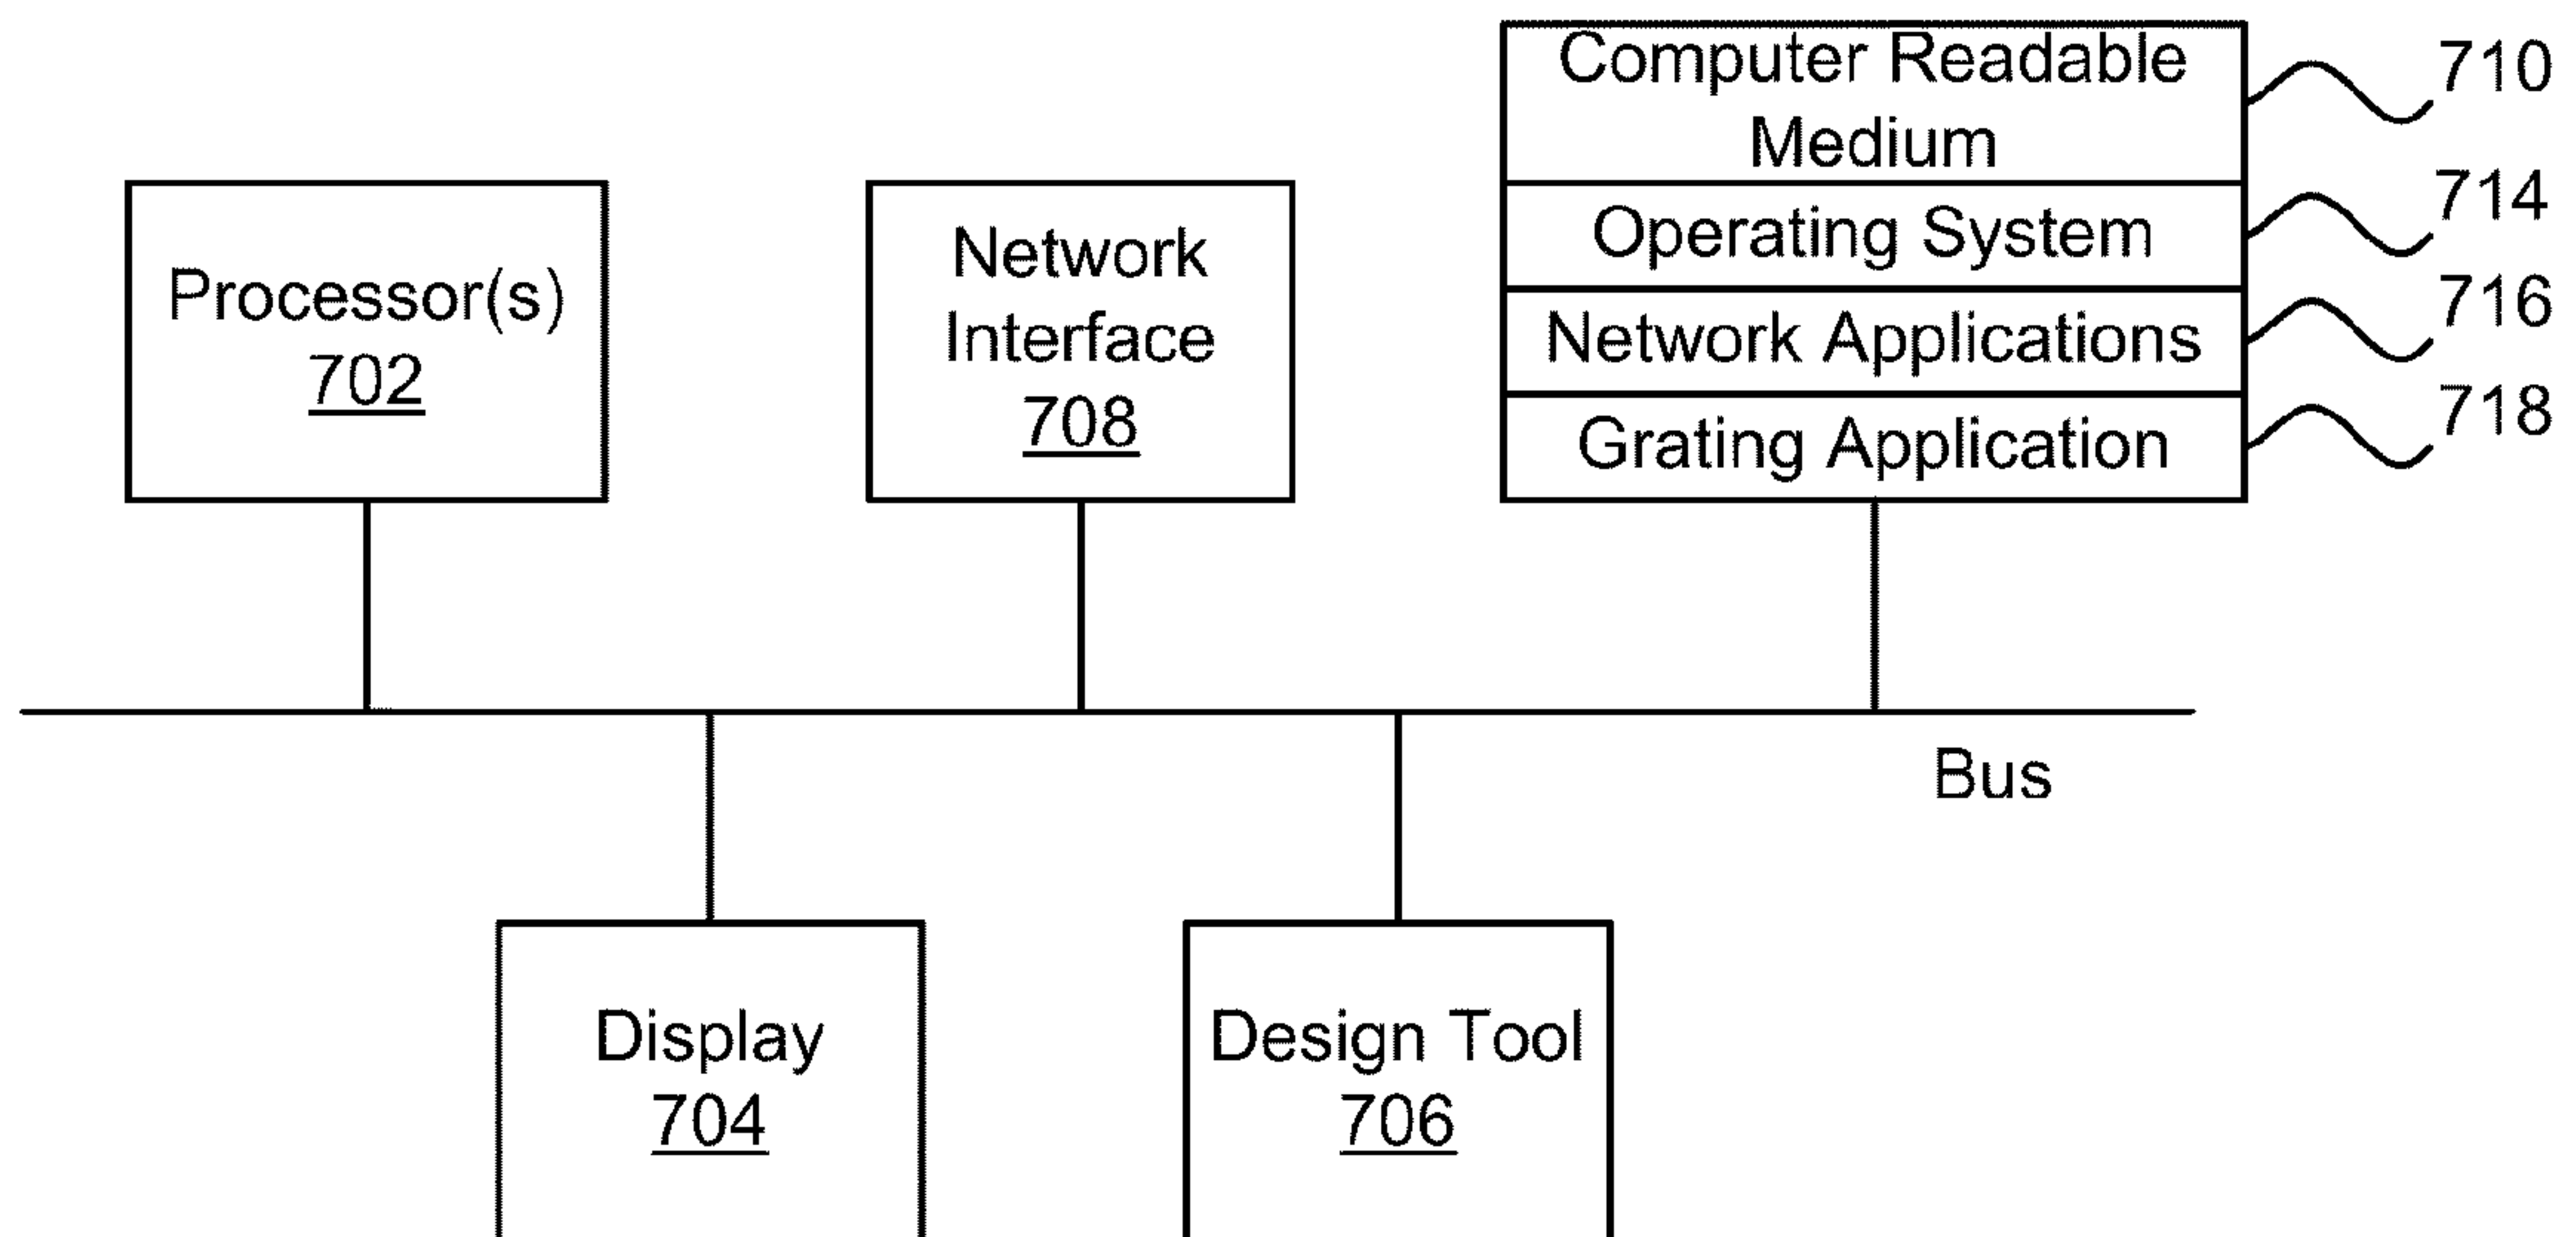 Computer Readable
Medium
710
Operating System
714
Network Applications
716
Grating Application
718
Processor(s)
702
Network
Interface
708
Bus
Display
704
Design Tool
706